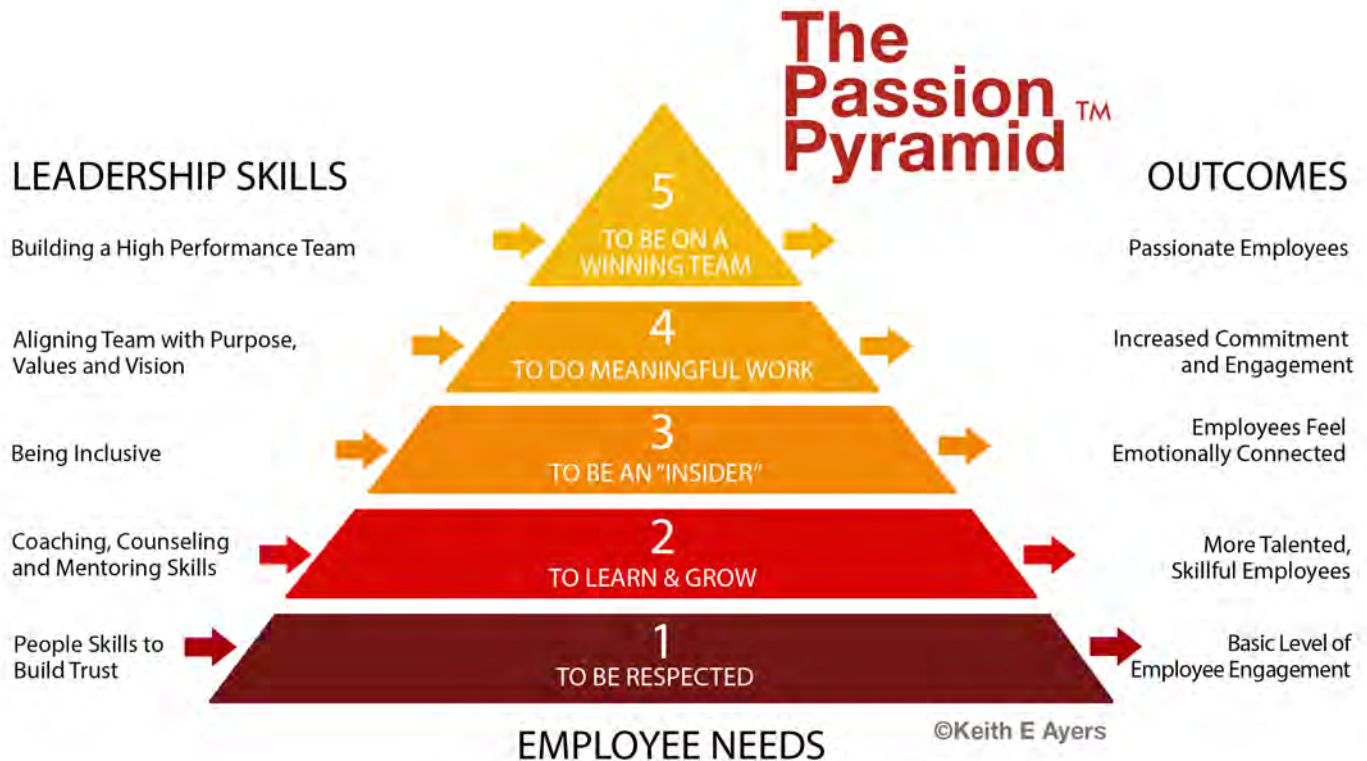 The
Passion
Pyramid TM
LEADERSHIP SKILLS
OUTCOMES
Building a High Performance Team
5
TO BE ON A
WINNING TEAM
Passionate Employees
Aligning Team with Purpose,
Values and Vision
4
TO DO MEANINGFUL WORK
Increased Commitment
and Engagement
Being Inclusive
3
TO BE AN "INSIDER"
Employees Feel
Emotionally Connected
Coaching, Counseling
and Mentoring Skills
2
TO LEARN & GROW
More Talented,
Skillful Employees
People Skills to
Build Trust
1
TO BE RESPECTED
Basic Level of
Employee Engagement
©Keith E Ayers
EMPLOYEE NEEDS